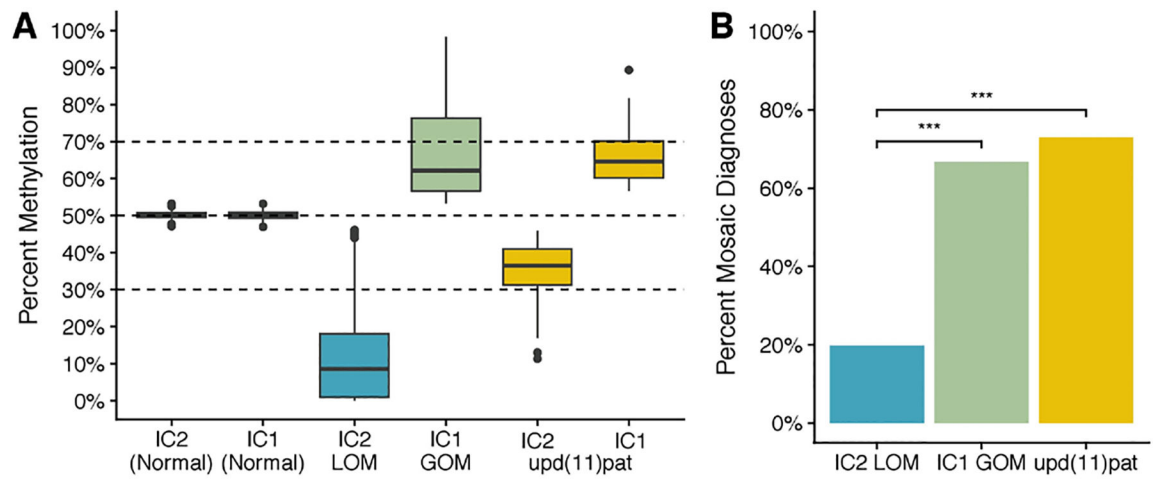 A
Percent Methylation
100%
90%
80%
70%
60%
50%
40%
30%
20%
10%
0%
IC2 IC1 IC2 IC1 IC2 IC1
(Normal) (Normal) LOM GOM upd(11)pat
B
Percent Mosaic Diagnoses
100%
80%
60%
40%
20%
0%
***
***
IC2 LOM IC1 GOM upd(11)pat